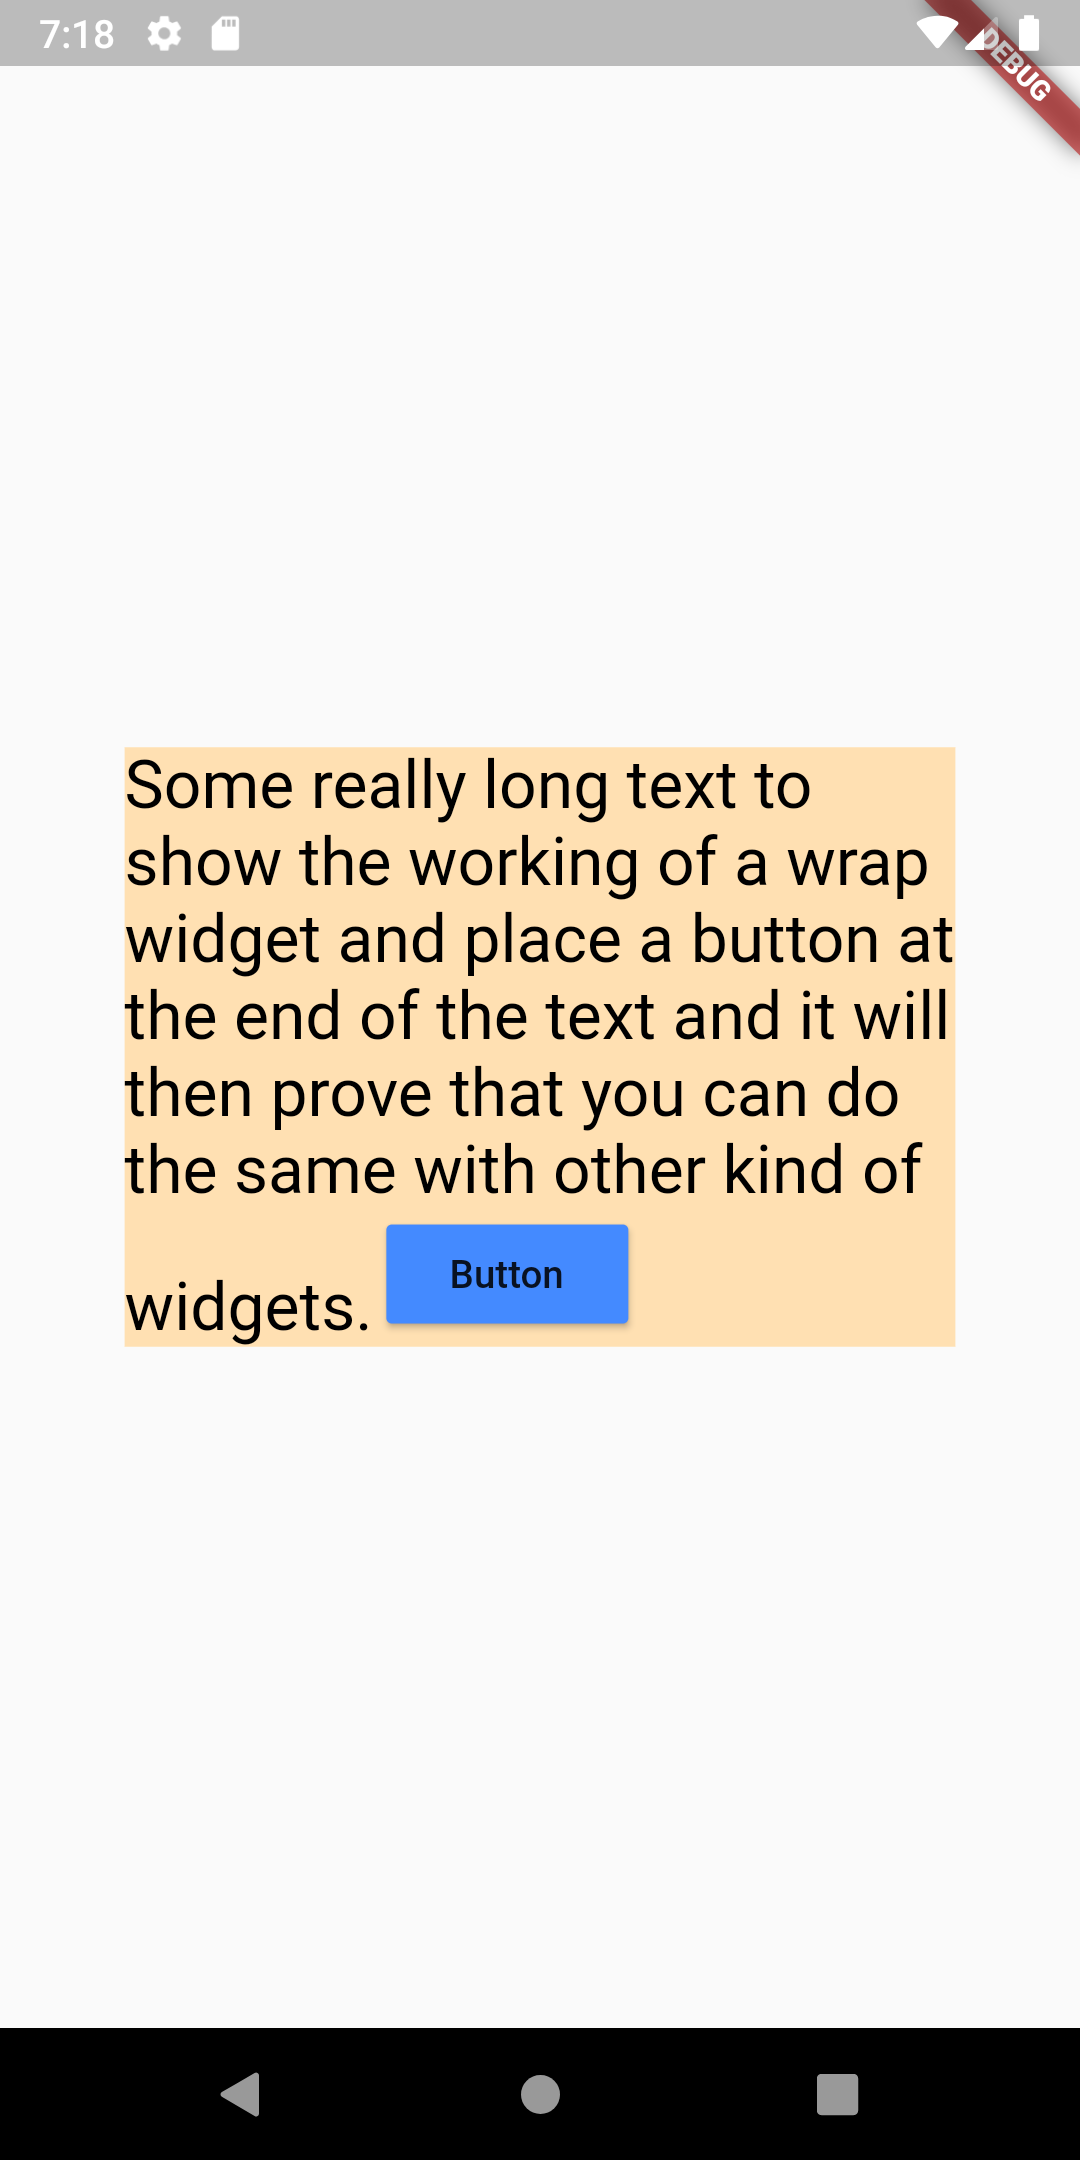 7:18
DEBUG
Some really long text to
show the working of a wrap
widget and place a button at
the end of the text and it will
then prove that you can do
the same with other kind of
widgets. Button